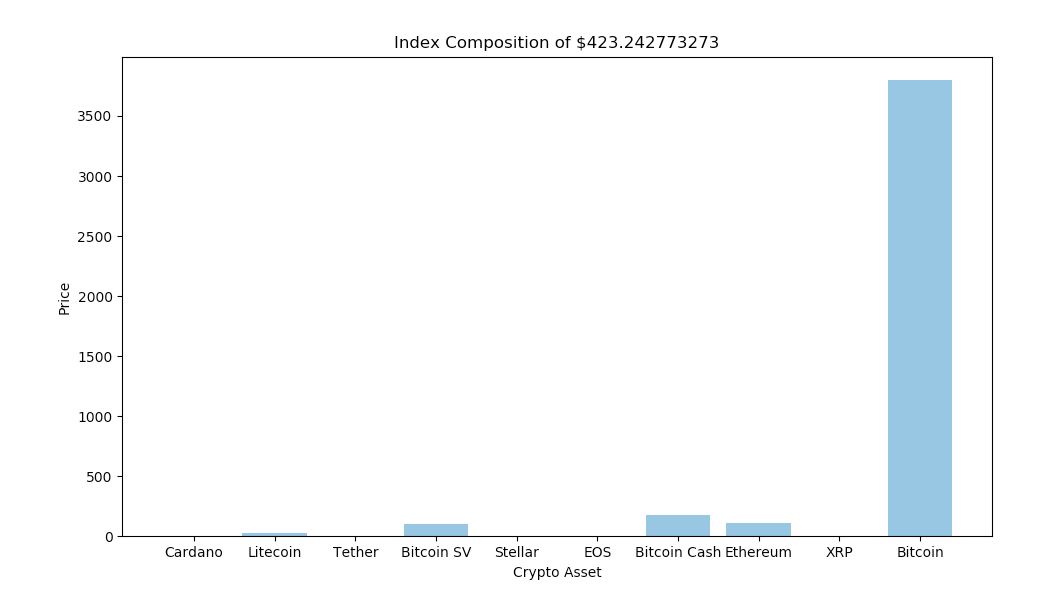 Index Composition of $423.242773273
Price
3500
3000
2500
2000
1500
1000
500
0
Cardano Litecoin Tether Bitcoin SV Stellar EOS Bitcoin Cash Ethereum XRP Bitcoin
Crypto Asset